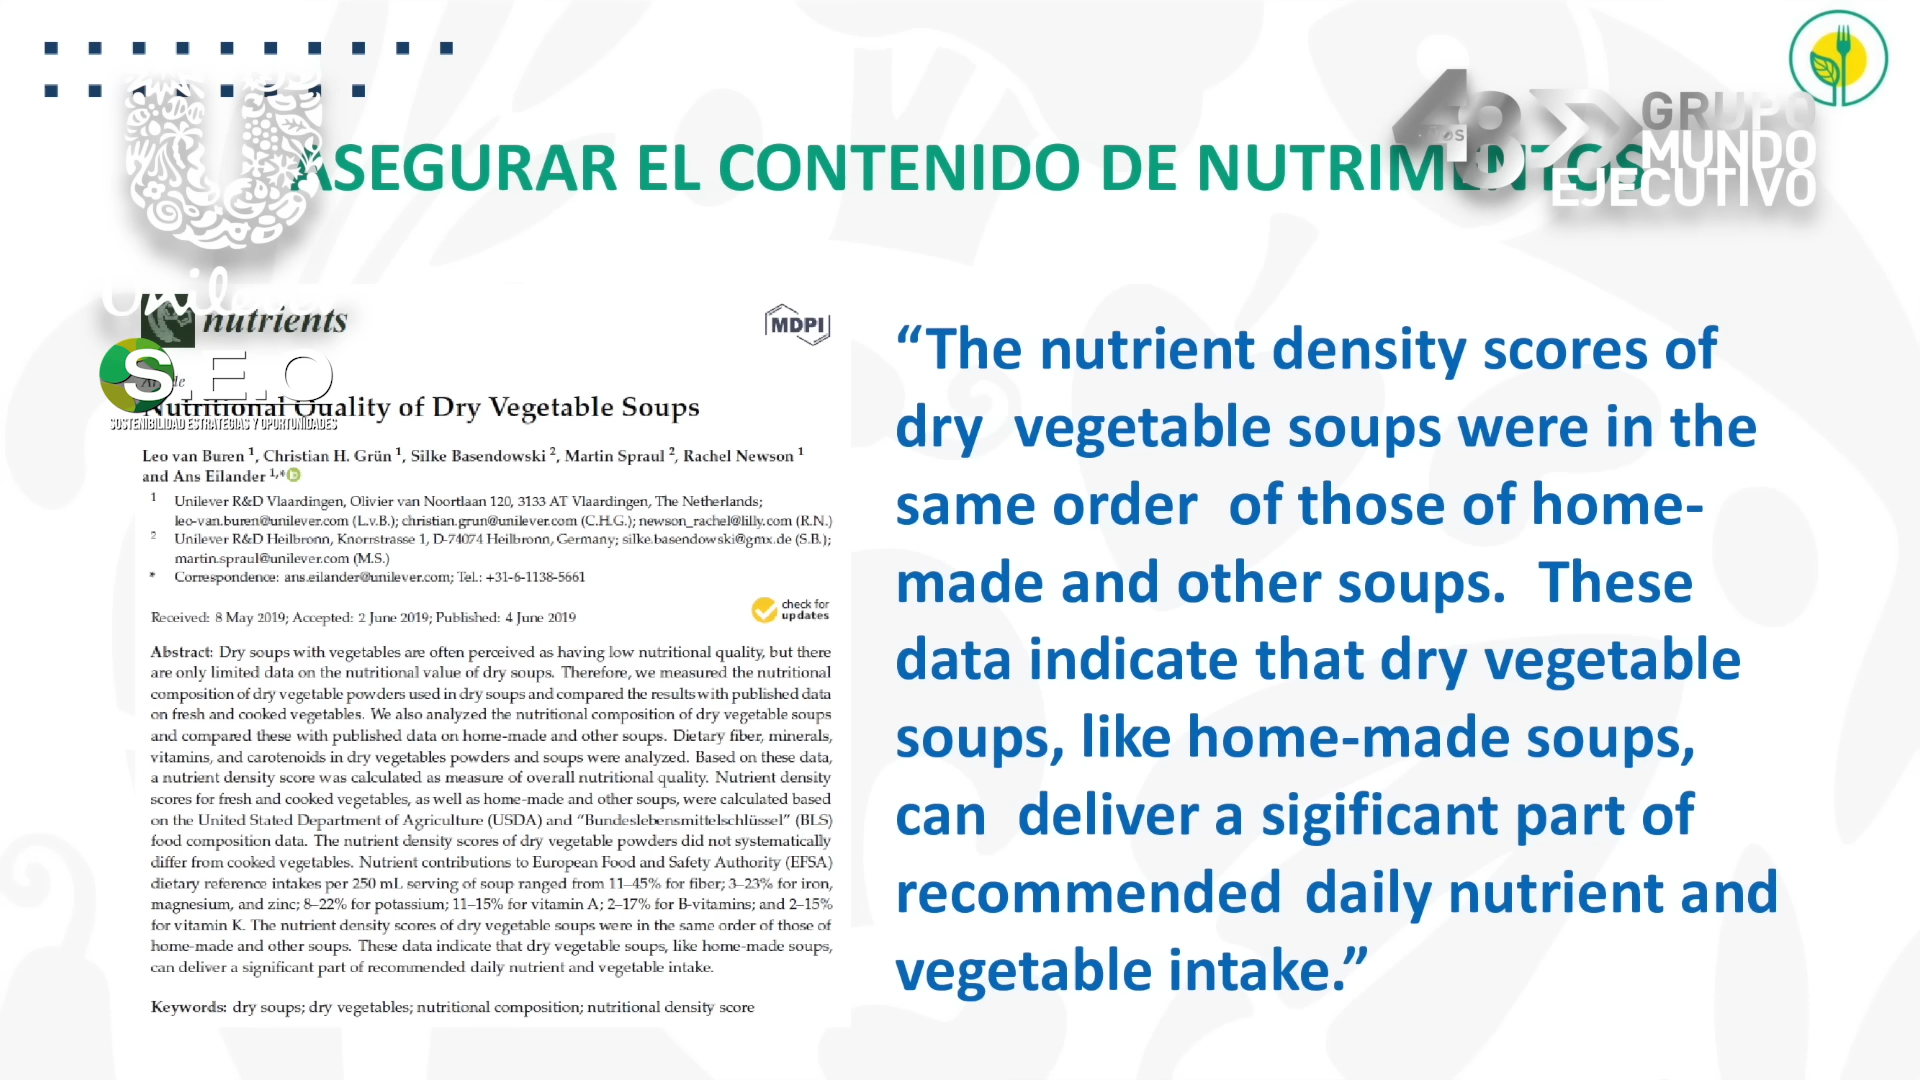 ASEGURAR EL CONTENIDO DE NUTRIMENTOS
48
AÑOS
GRUPO
MUNDO
EJECUTIVO
Unilever
nutrients
MDPI
S.E.O
SOSTENIBILIDAD ESTRATEGIAS Y OPORTUNIDADES
Article
Nutritional Quality of Dry Vegetable Soups
Leo van Buren 1, Christian H. Grün 1, Silke Basendowski 2, Martin Spraul 2, Rachel Newson 1
and Ans Eilander 1,*
1 Unilever R&D Vlaardingen, Olivier van Noortlaan 120, 3133 AT Vlaardingen, The Netherlands;
leo-van.buren@unilever.com (L.v.B.); christian.grun@unilever.com (C.H.G.); newson_rachel@lilly.com (R.N.)
2 Unilever R&D Heilbronn, Knorrstrasse 1, D-74074 Heilbronn, Germany; silke.basendowski@gmx.de (S.B.);
martin.spraul@unilever.com (M.S.)
* Correspondence: ans.eilander@unilever.com; Tel.: +31-6-1138-5661
check for
updates
Received: 8 May 2019; Accepted: 2 June 2019; Published: 4 June 2019
Abstract: Dry soups with vegetables are often perceived as having low nutritional quality, but there
are only limited data on the nutritional value of dry soups. Therefore, we measured the nutritional
composition of dry vegetable powders used in dry soups and compared the results with published data
on fresh and cooked vegetables. We also analyzed the nutritional composition of dry vegetable soups
and compared these with published data on home-made and other soups. Dietary fiber, minerals,
vitamins, and carotenoids in dry vegetables powders and soups were analyzed. Based on these data,
a nutrient density score was calculated as measure of overall nutritional quality. Nutrient density
scores for fresh and cooked vegetables, as well as home-made and other soups, were calculated based
on the United Stated Department of Agriculture (USDA) and “Bundeslebensmittelschlüssel” (BLS)
food composition data. The nutrient density scores of dry vegetable powders did not systematically
differ from cooked vegetables. Nutrient contributions to European Food and Safety Authority (EFSA)
dietary reference intakes per 250 mL serving of soup ranged from 11–45% for fiber; 3–23% for iron,
magnesium, and zinc; 8–22% for potassium; 11–15% for vitamin A; 2–17% for B-vitamins; and 2–15%
for vitamin K. The nutrient density scores of dry vegetable soups were in the same order of those of
home-made and other soups. These data indicate that dry vegetable soups, like home-made soups,
can deliver a significant part of recommended daily nutrient and vegetable intake.
Keywords: dry soups; dry vegetables; nutritional composition; nutritional density score
“The nutrient density scores of
dry vegetable soups were in the
same order of those of home-
made and other soups. These
data indicate that dry vegetable
soups, like home-made soups,
can deliver a sigificant part of
recommended daily nutrient and
vegetable intake.”